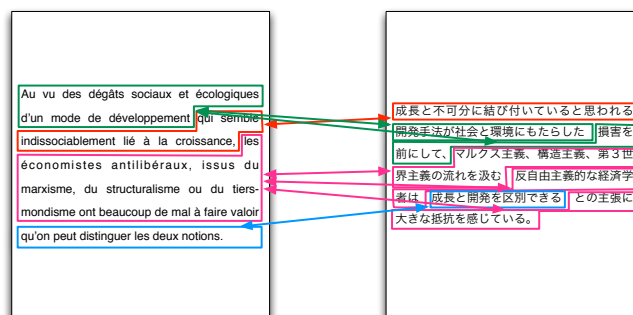 Au vu des dégâts sociaux et écologiques
d'un mode de développement qui semble
indissociablement lié à la croissance, les
économistes antilibéraux, issus du
marxisme, du structuralisme ou du tiers-
mondisme ont beaucoup de mal à faire valoir
qu'on peut distinguer les deux notions.
成長と不可分に結び付いていると思われる
開発手法が社会と環境にもたらした 損害を
前にして、マルクス主義、構造主義、第３世
界主義の流れを汲む 反自由主義的な経済学
者は 成長と開発を区別できる との主張に
大きな抵抗を感じている。